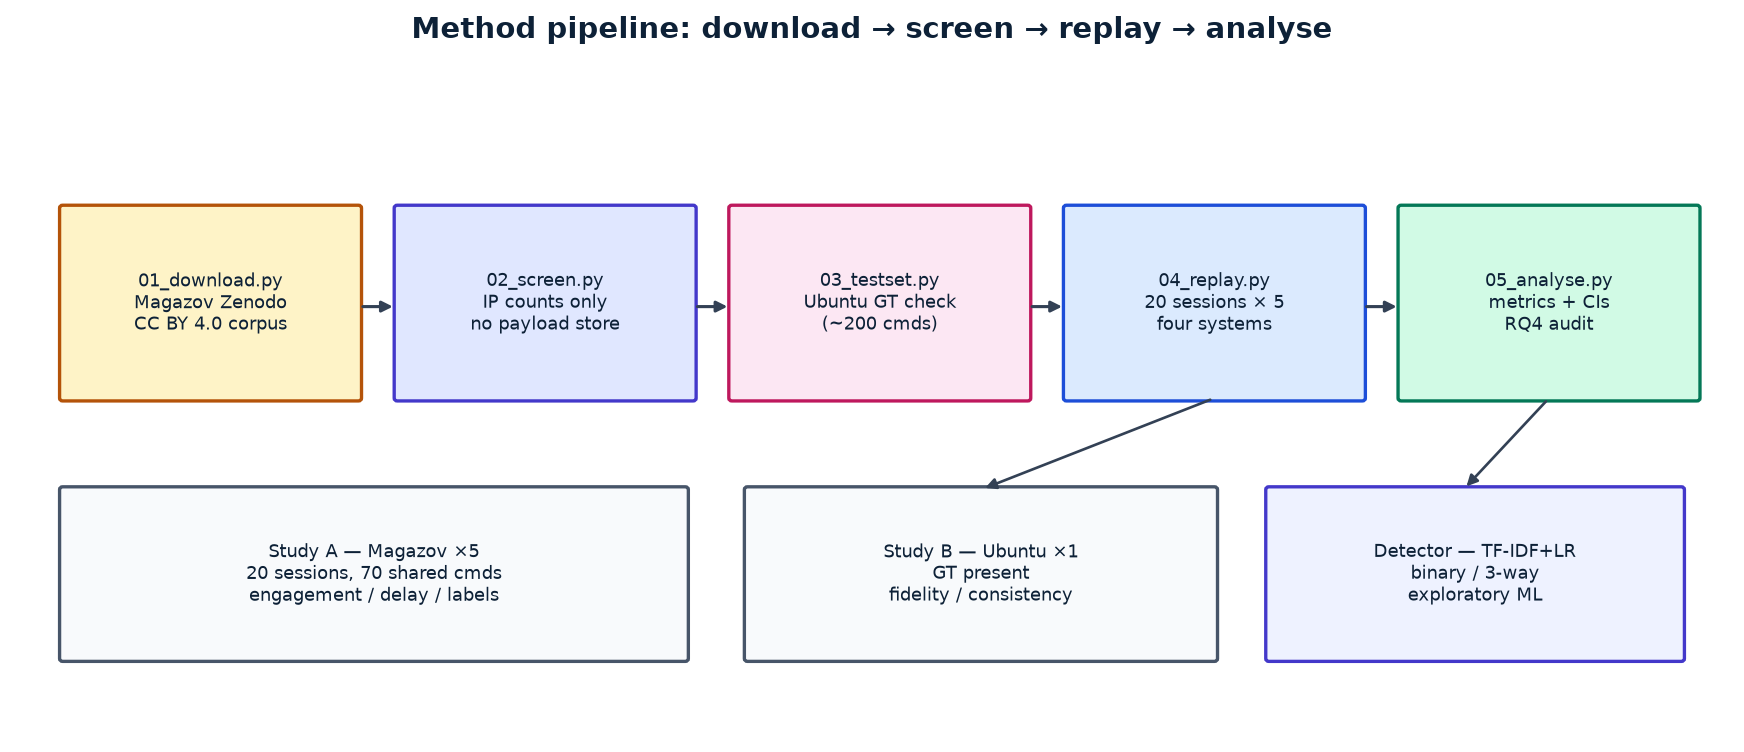 Method pipeline: download → screen → replay → analyse
01_download.py
Magazov Zenodo
CC BY 4.0 corpus
02_screen.py
IP counts only
no payload store
03_testset.py
Ubuntu GT check
(~200 cmds)
04_replay.py
20 sessions × 5
four systems
05_analyse.py
metrics + CIs
RQ4 audit
Study A — Magazov ×5
20 sessions, 70 shared cmds
engagement / delay / labels
Study B — Ubuntu ×1
GT present
fidelity / consistency
Detector — TF-IDF+LR
binary / 3-way
exploratory ML